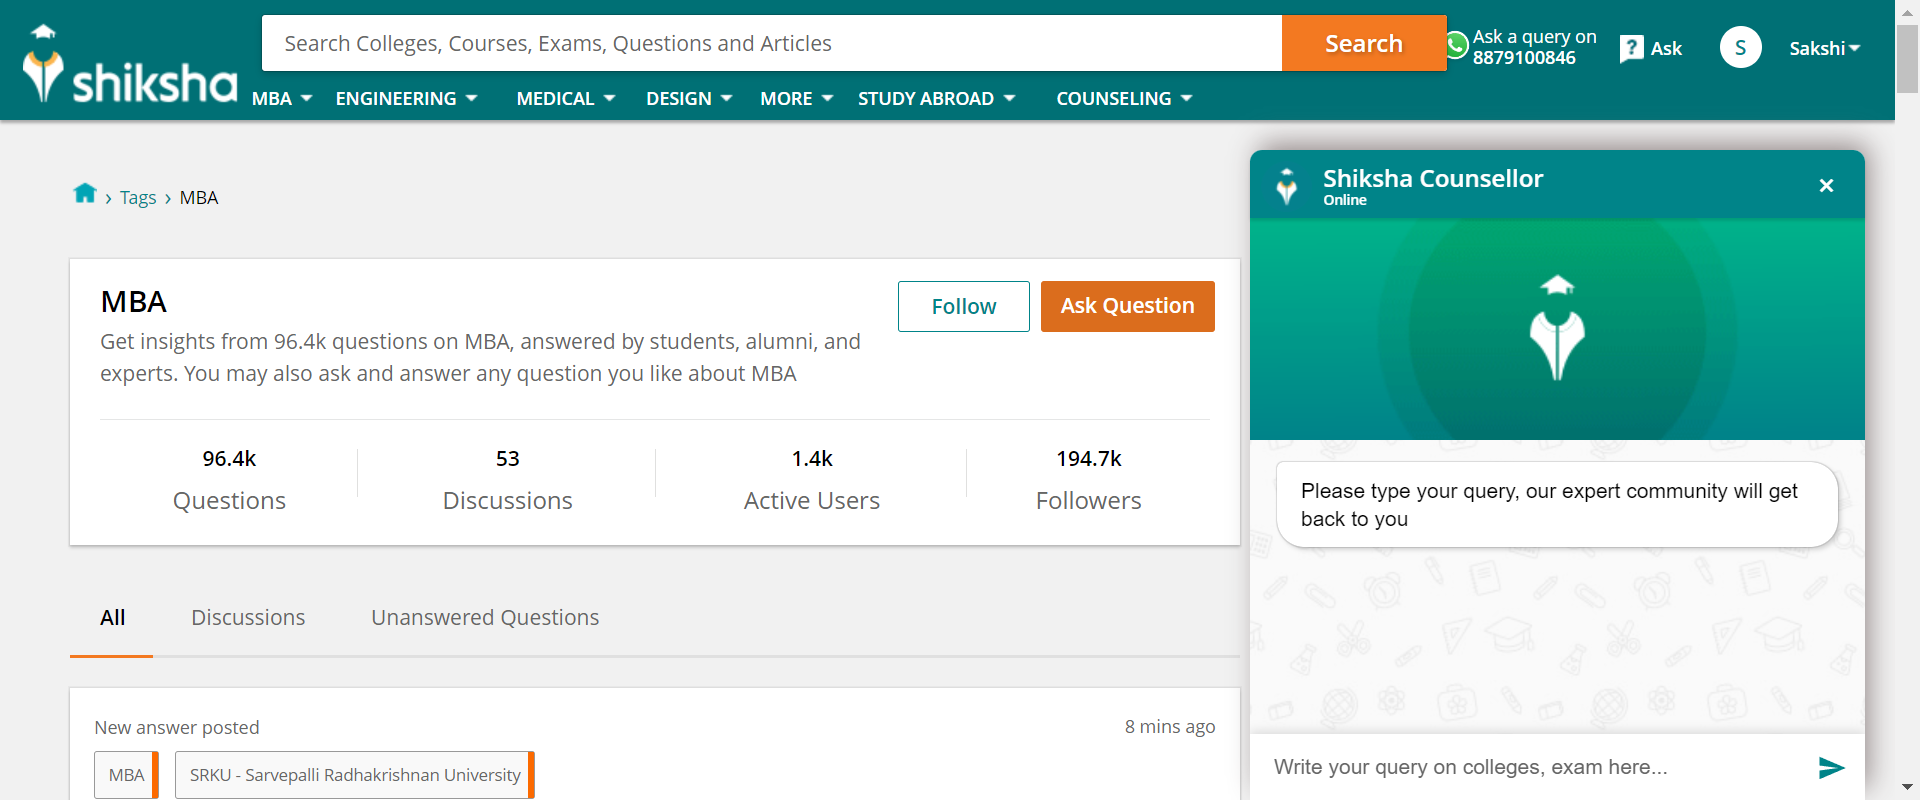 shiksha
Search Colleges, Courses, Exams, Questions and Articles
Search
Ask a query on
8879100846
? Ask
S
Sakshi
MBA
ENGINEERING
MEDICAL
DESIGN
MORE
STUDY ABROAD
COUNSELING
› Tags › MBA
MBA
Get insights from 96.4k questions on MBA, answered by students, alumni, and
experts. You may also ask and answer any question you like about MBA
Follow
Ask Question
96.4k
Questions
53
Discussions
1.4k
Active Users
194.7k
Followers
All
Discussions
Unanswered Questions
New answer posted
8 mins ago
MBA
SRKU - Sarvepalli Radhakrishnan University
Shiksha Counsellor
Online
×
Please type your query, our expert community will get
back to you
Write your query on colleges, exam here...